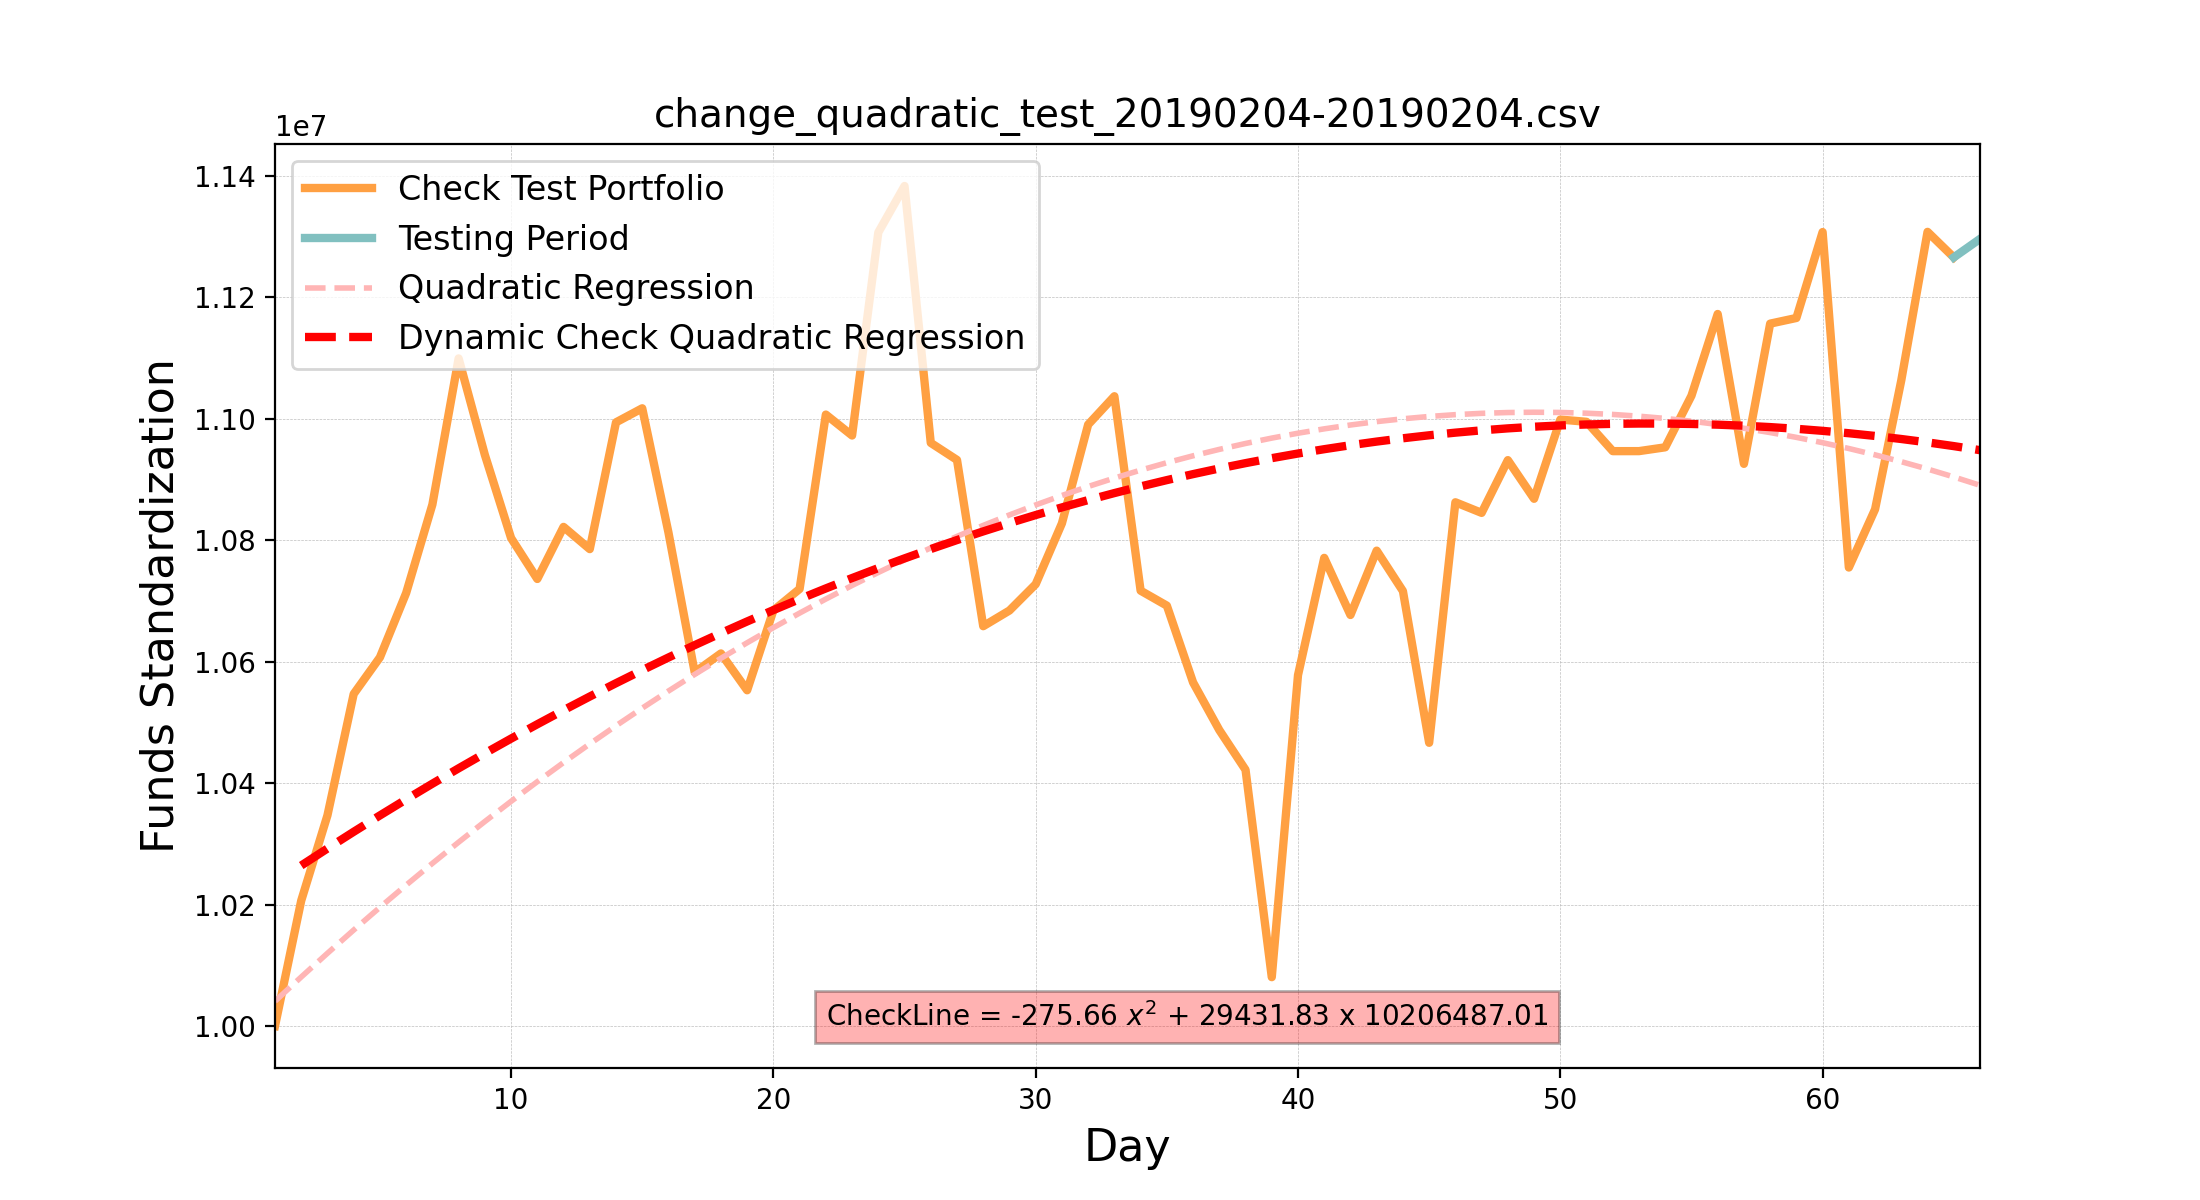 change_quadratic_test_20190204-20190204.csv
1e7
1.14
1.12
1.10
1.08
1.06
1.04
1.02
1.00
Funds Standardization
Check Test Portfolio
Testing Period
Quadratic Regression
Dynamic Check Quadratic Regression
CheckLine = -275.66 x² + 29431.83 x 10206487.01
10 20 30 40 50 60
Day